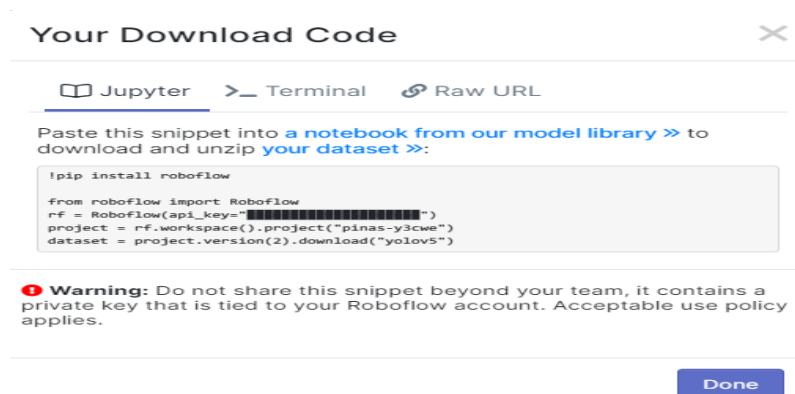 Your Download Code
Jupyter >_ Terminal Raw URL
Paste this snippet into a notebook from our model library » to
download and unzip your dataset »:
!pip install roboflow
from roboflow import Roboflow
rf = Roboflow(api_key="████████████████████")
project = rf.workspace().project("pinas-y3cwe")
dataset = project.version(2).download("yolov5")
Warning: Do not share this snippet beyond your team, it contains a
private key that is tied to your Roboflow account. Acceptable use policy
applies.
Done